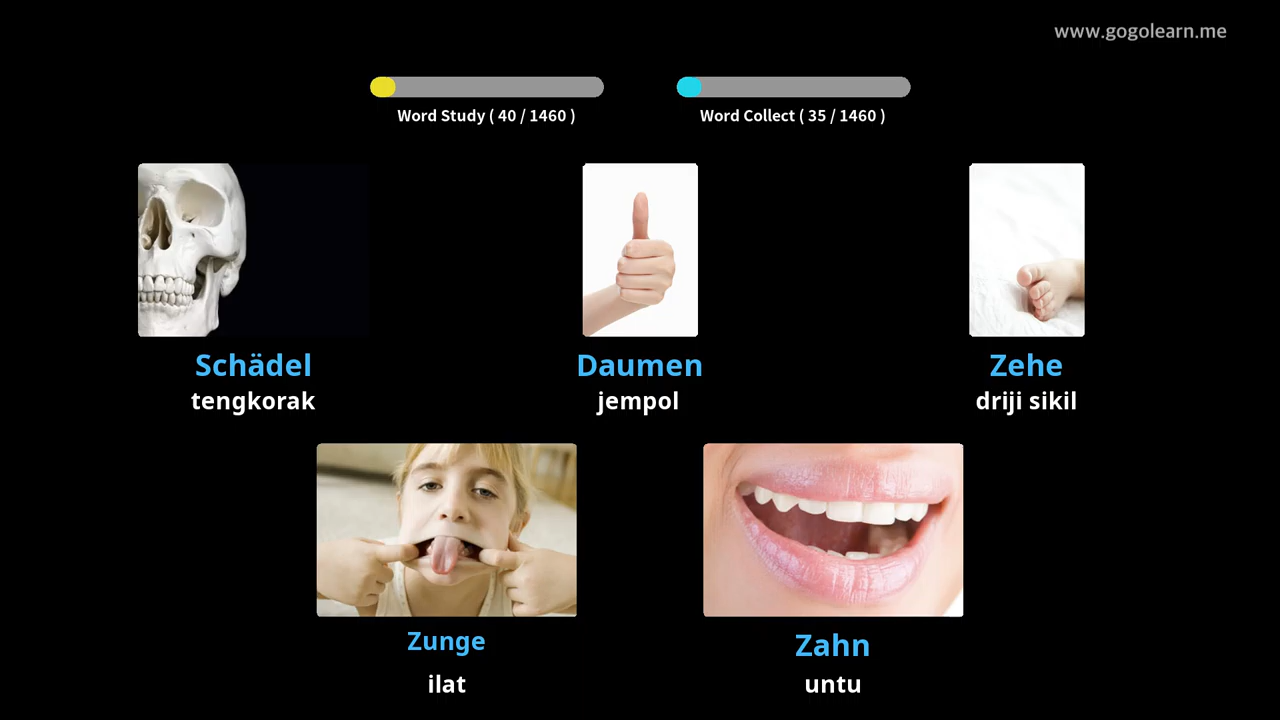 www.gogolearn.me
Word Study ( 40 / 1460 )
Word Collect ( 35 / 1460 )
Schädel
tengkorak
Daumen
jempol
Zehe
driji sikil
Zunge
ilat
Zahn
untu